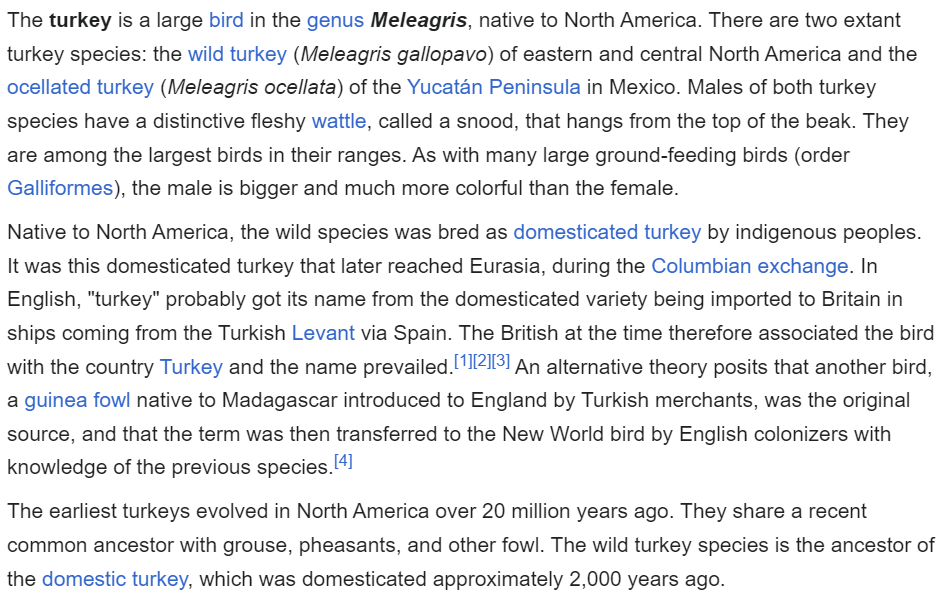 The turkey is a large bird in the genus Meleagris, native to North America. There are two extant
turkey species: the wild turkey (Meleagris gallopavo) of eastern and central North America and the
ocellated turkey (Meleagris ocellata) of the Yucatán Peninsula in Mexico. Males of both turkey
species have a distinctive fleshy wattle, called a snood, that hangs from the top of the beak. They
are among the largest birds in their ranges. As with many large ground-feeding birds (order
Galliformes), the male is bigger and much more colorful than the female.
Native to North America, the wild species was bred as domesticated turkey by indigenous peoples.
It was this domesticated turkey that later reached Eurasia, during the Columbian exchange. In
English, "turkey" probably got its name from the domesticated variety being imported to Britain in
ships coming from the Turkish Levant via Spain. The British at the time therefore associated the bird
with the country Turkey and the name prevailed.[1][2][3] An alternative theory posits that another bird,
a guinea fowl native to Madagascar introduced to England by Turkish merchants, was the original
source, and that the term was then transferred to the New World bird by English colonizers with
knowledge of the previous species.[4]
The earliest turkeys evolved in North America over 20 million years ago. They share a recent
common ancestor with grouse, pheasants, and other fowl. The wild turkey species is the ancestor of
the domestic turkey, which was domesticated approximately 2,000 years ago.